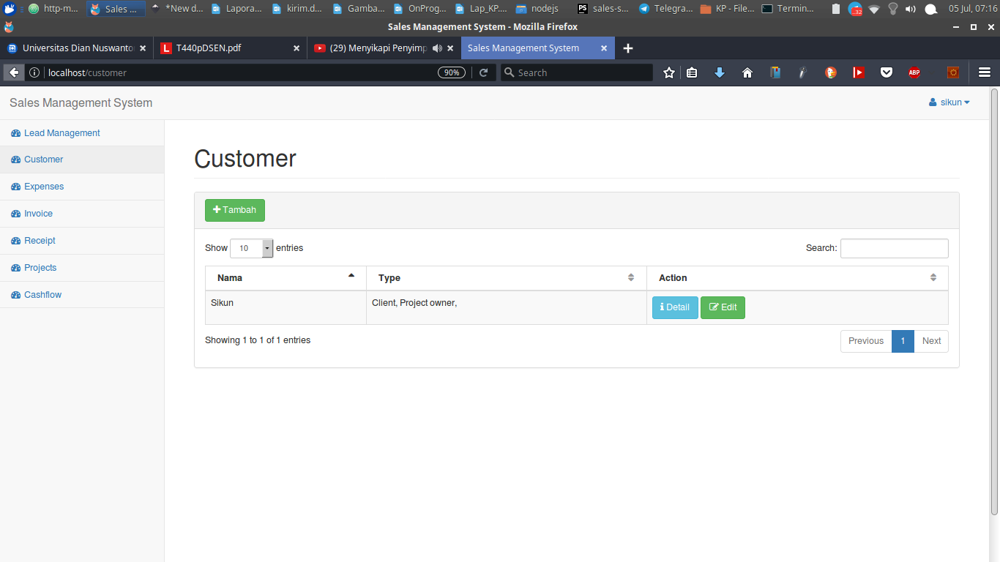 http-m... Sales ... *New d... Lapora... kirim.d... Gamba... OnProg... Lap_KP.... nodejs PS sales-s... Telegra... KP - File... Termin... 32 05 Jul, 07:16
Sales Management System - Mozilla Firefox
Universitas Dian Nuswanto T440pDSEN.pdf (29) Menyikapi Penyimp Sales Management System
localhost/customer 90% Search ABP
Sales Management System sikun
Lead Management
Customer
Expenses
Invoice
Receipt
Projects
Cashflow
Customer
Tambah
Show 10 entries Search:
Nama Type Action
Sikun Client, Project owner, Detail Edit
Showing 1 to 1 of 1 entries Previous 1 Next